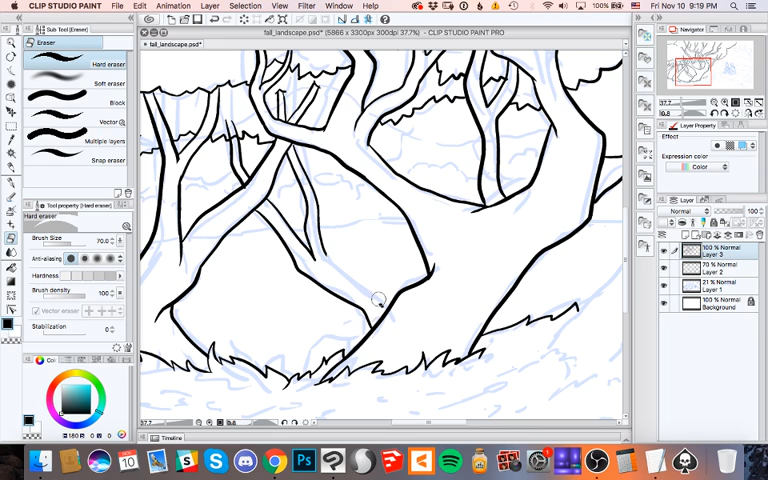 CLIP STUDIO PAINT File Edit Animation Layer Selection View Filter Window Help 100% Fri Nov 10 9:19 PM
fall_landscape.psd* (5866 x 3300px 300dpi 37.7%) - CLIP STUDIO PAINT PRO
fall_landscape.psd*
Sub Tool [Eraser]
Eraser
Hard eraser
Soft eraser
Block
Vector
Multiple layers
Snap eraser
Tool property [Hard eraser]
Hard eraser
Brush Size 70.0
Anti-aliasing
Hardness
Brush density 100
Vector eraser
Stabilization 0
Col
180 0 0
37.7
Timeline
Navigator
37.7
Layer Property
Effect
Expression color
Color
Layer
Normal 100
100 % Normal
Layer 3
70 % Normal
Layer 2
21 % Normal
Layer 1
100 % Normal
Background
NOV
10
Ps